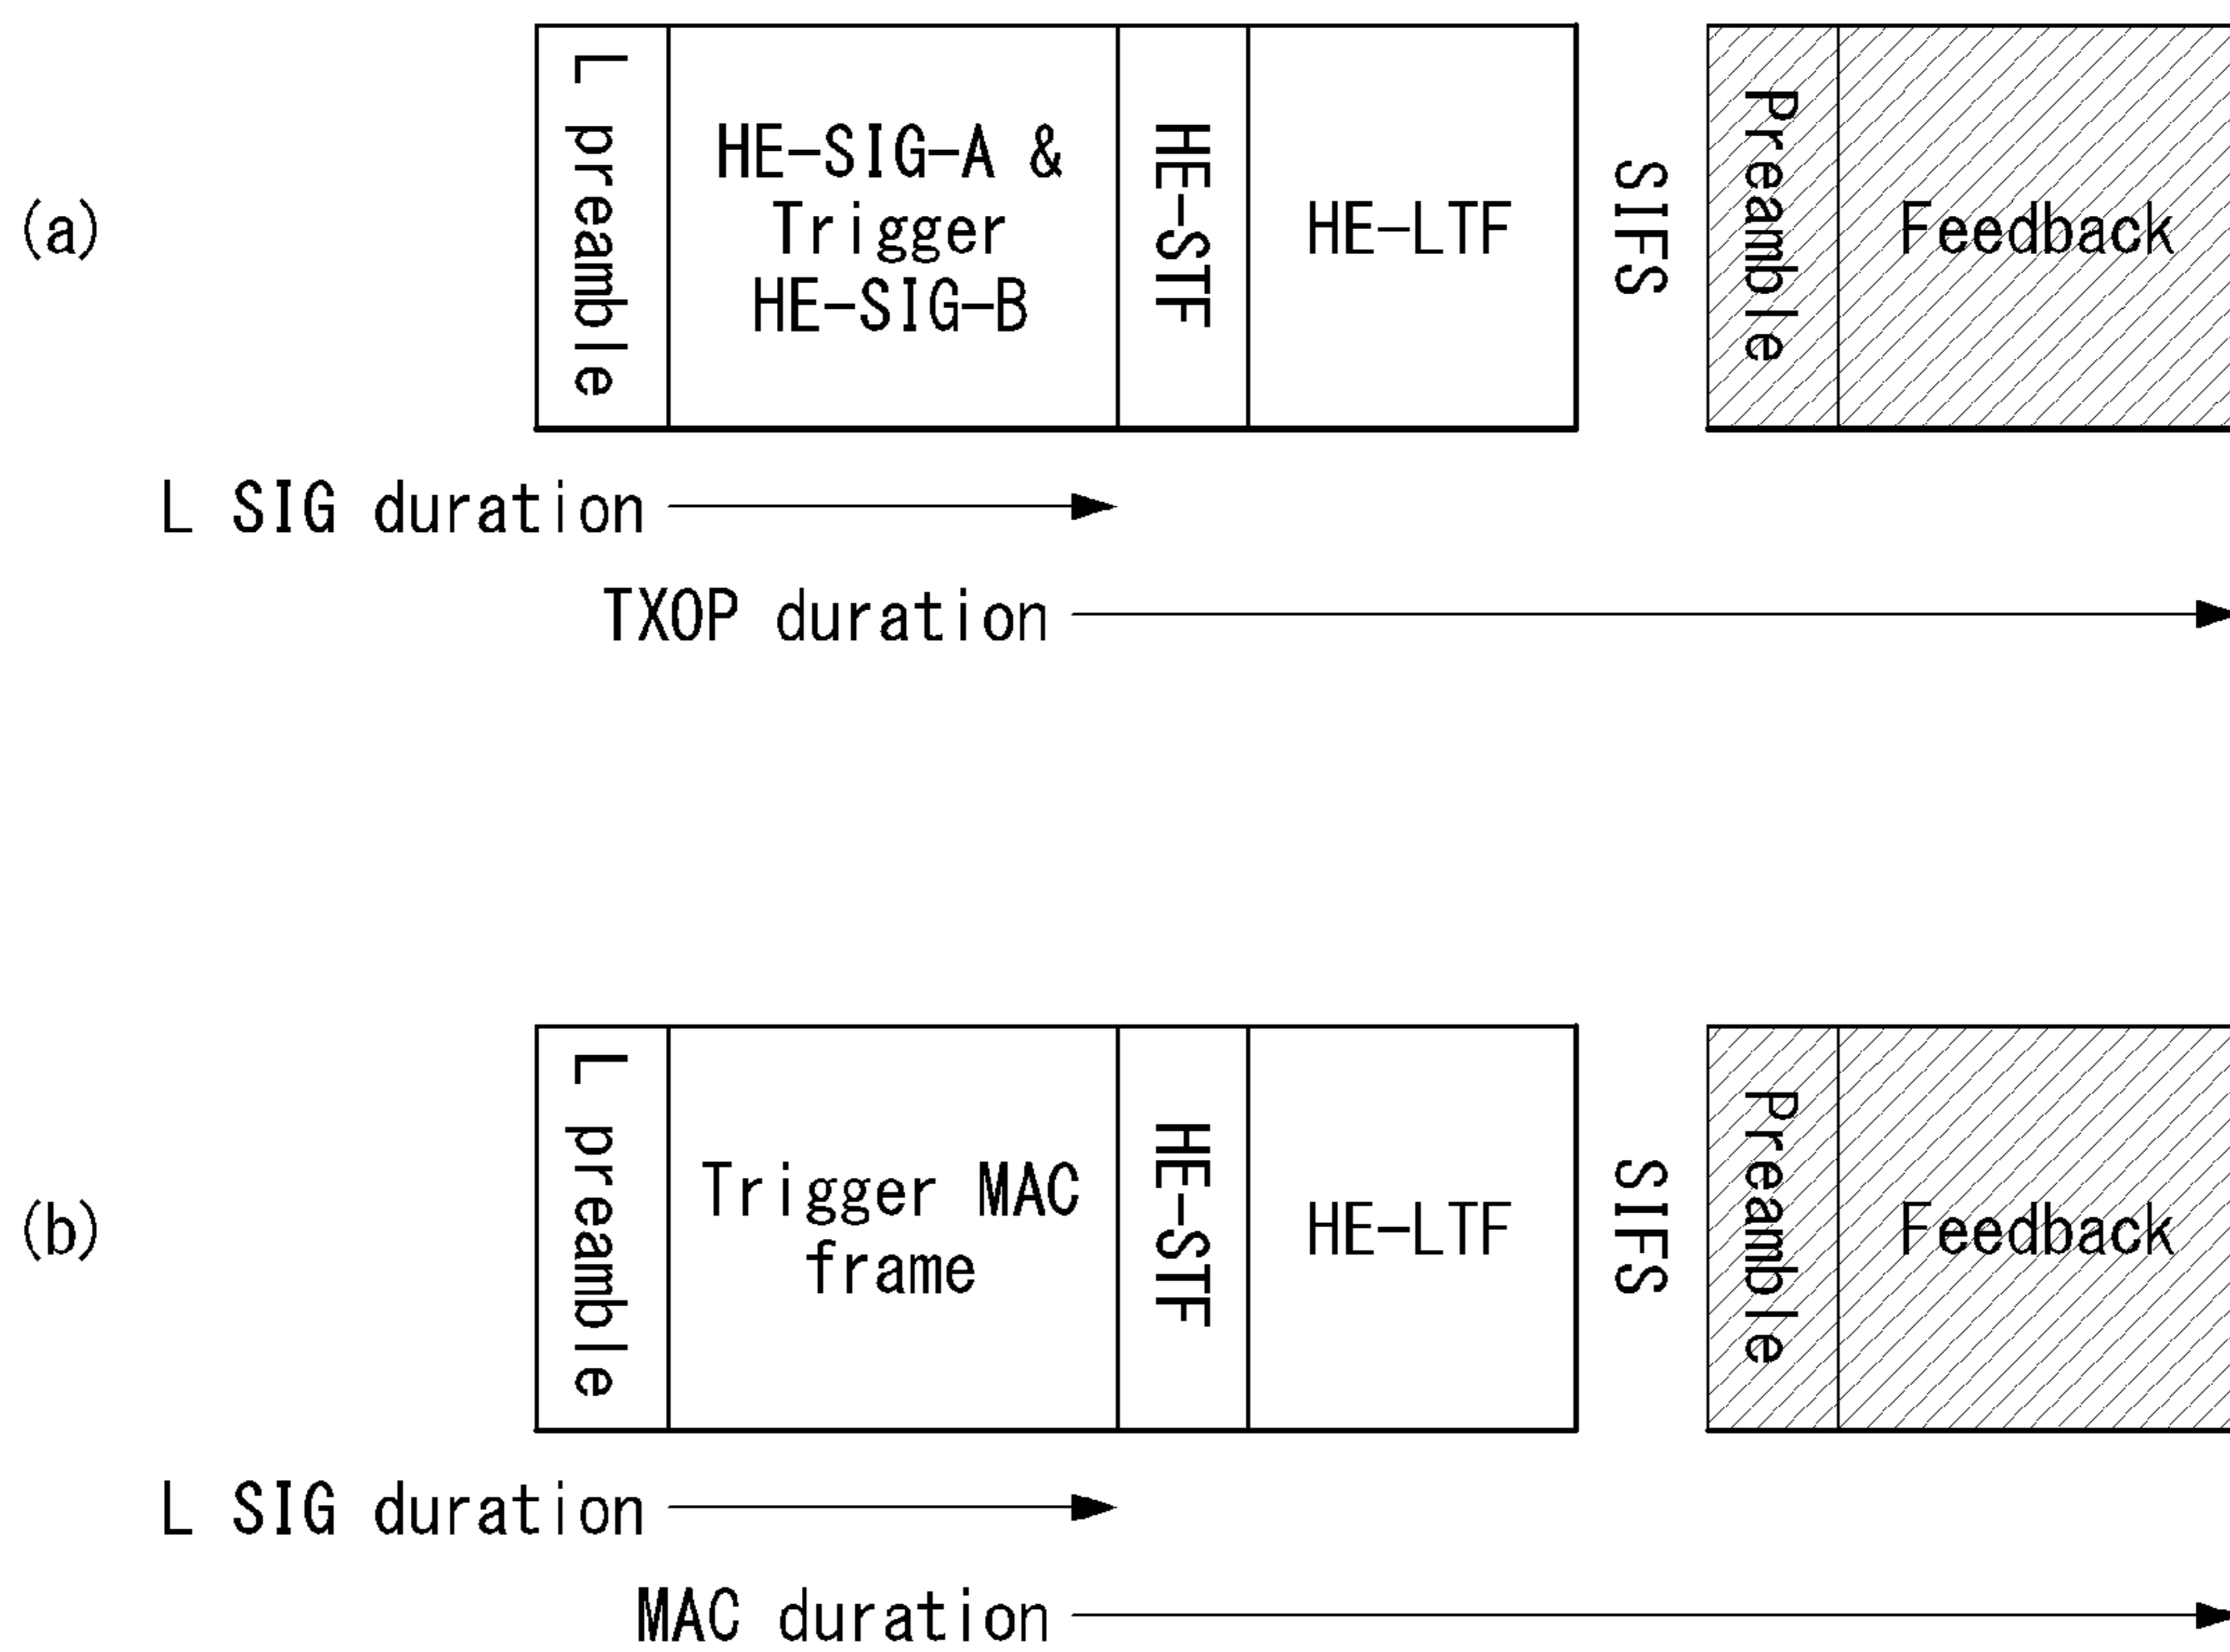 (a)
L preamble
HE-SIG-A &
Trigger
HE-SIG-B
HE-STF
HE-LTF
SIFS
Preamble
Feedback
L SIG duration
TXOP duration
(b)
L preamble
Trigger MAC
frame
HE-STF
HE-LTF
SIFS
Preamble
Feedback
L SIG duration
MAC duration